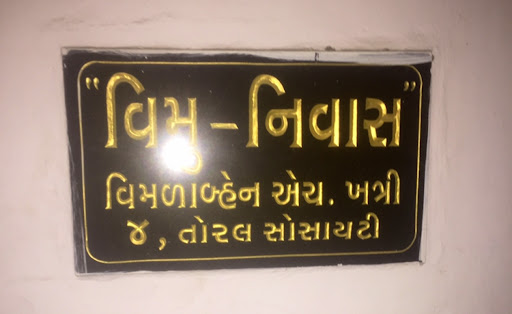 "વિમુ - નિવાસ"
વિમળાબ્હેન એચ. ખત્રી
૪, તોરલ સોસાયટી